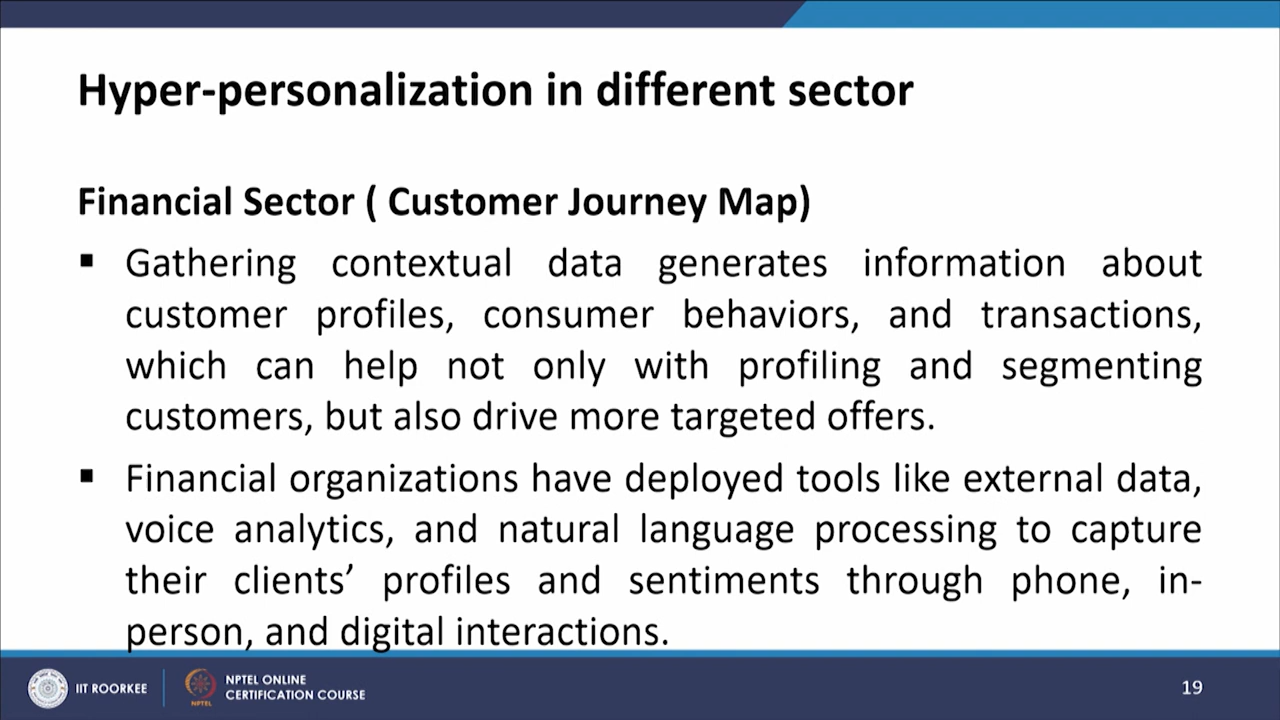 Hyper-personalization in different sector
Financial Sector ( Customer Journey Map)
▪ Gathering contextual data generates information about
customer profiles, consumer behaviors, and transactions,
which can help not only with profiling and segmenting
customers, but also drive more targeted offers.
▪ Financial organizations have deployed tools like external data,
voice analytics, and natural language processing to capture
their clients’ profiles and sentiments through phone, in-
person, and digital interactions.
IIT ROORKEE
NPTEL
NPTEL ONLINE
CERTIFICATION COURSE
19